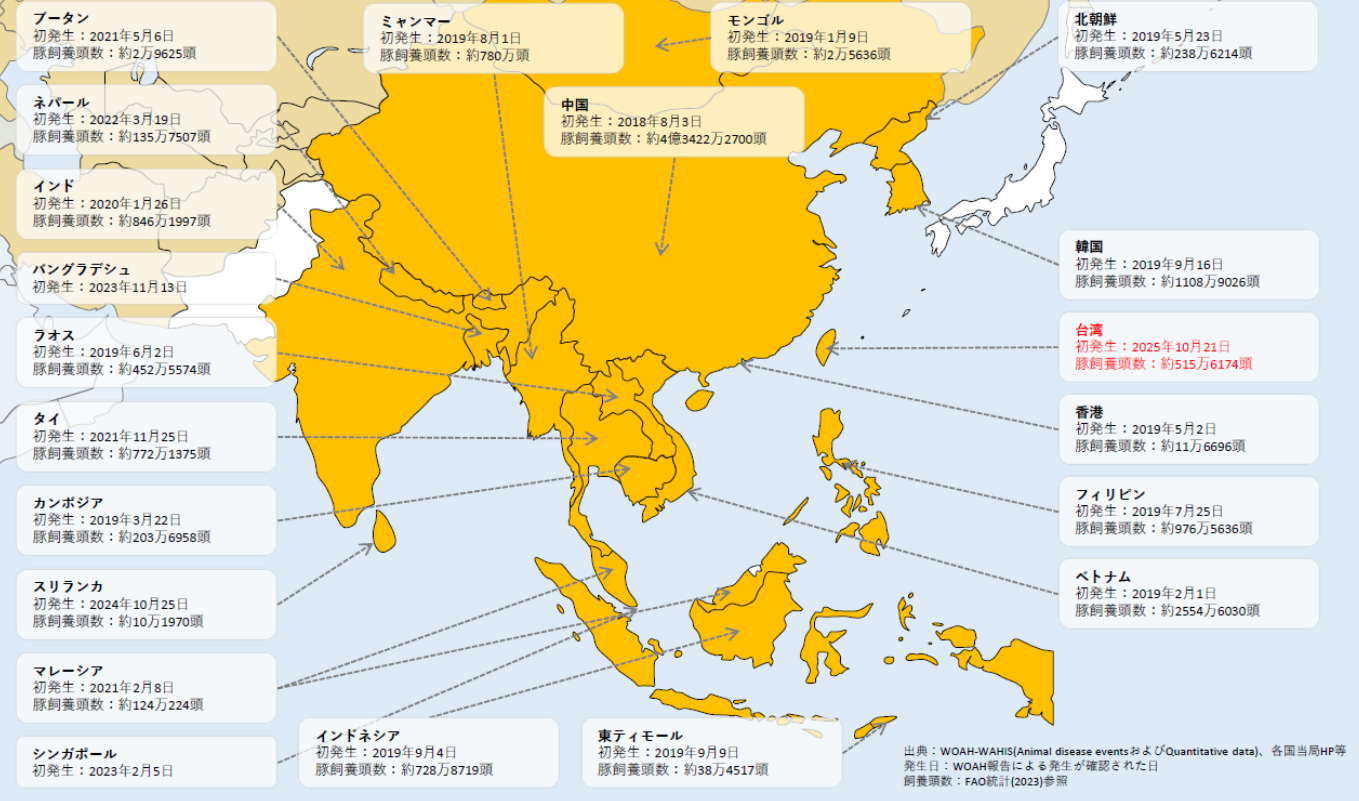 ブータン
初発生：2021年5月6日
豚飼養頭数：約2万9625頭
ミャンマー
初発生：2019年8月1日
豚飼養頭数：約780万頭
モンゴル
初発生：2019年1月9日
豚飼養頭数：約2万5636頭
北朝鮮
初発生：2019年5月23日
豚飼養頭数：約238万6214頭
ネパール
初発生：2022年3月19日
豚飼養頭数：約135万7507頭
中国
初発生：2018年8月3日
豚飼養頭数：約4億3422万2700頭
インド
初発生：2020年1月26日
豚飼養頭数：約846万1997頭
バングラデシュ
初発生：2023年11月13日
韓国
初発生：2019年9月16日
豚飼養頭数：約1108万9026頭
ラオス
初発生：2019年6月2日
豚飼養頭数：約452万5574頭
台湾
初発生：2025年10月21日
豚飼養頭数：約515万6174頭
タイ
初発生：2021年11月25日
豚飼養頭数：約772万1375頭
香港
初発生：2019年5月2日
豚飼養頭数：約11万6696頭
カンボジア
初発生：2019年3月22日
豚飼養頭数：約203万6958頭
フィリピン
初発生：2019年7月25日
豚飼養頭数：約976万5636頭
スリランカ
初発生：2024年10月25日
豚飼養頭数：約10万1970頭
ベトナム
初発生：2019年2月1日
豚飼養頭数：約2554万6030頭
マレーシア
初発生：2021年2月8日
豚飼養頭数：約124万224頭
シンガポール
初発生：2023年2月5日
インドネシア
初発生：2019年9月4日
豚飼養頭数：約728万8719頭
東ティモール
初発生：2019年9月9日
豚飼養頭数：約38万4517頭
出典：WOAH-WAHIS(Animal disease eventsおよびQuantitative data)、各国当局HP等
発生日：WOAH報告による発生が確認された日
飼養頭数：FAO統計(2023)参照